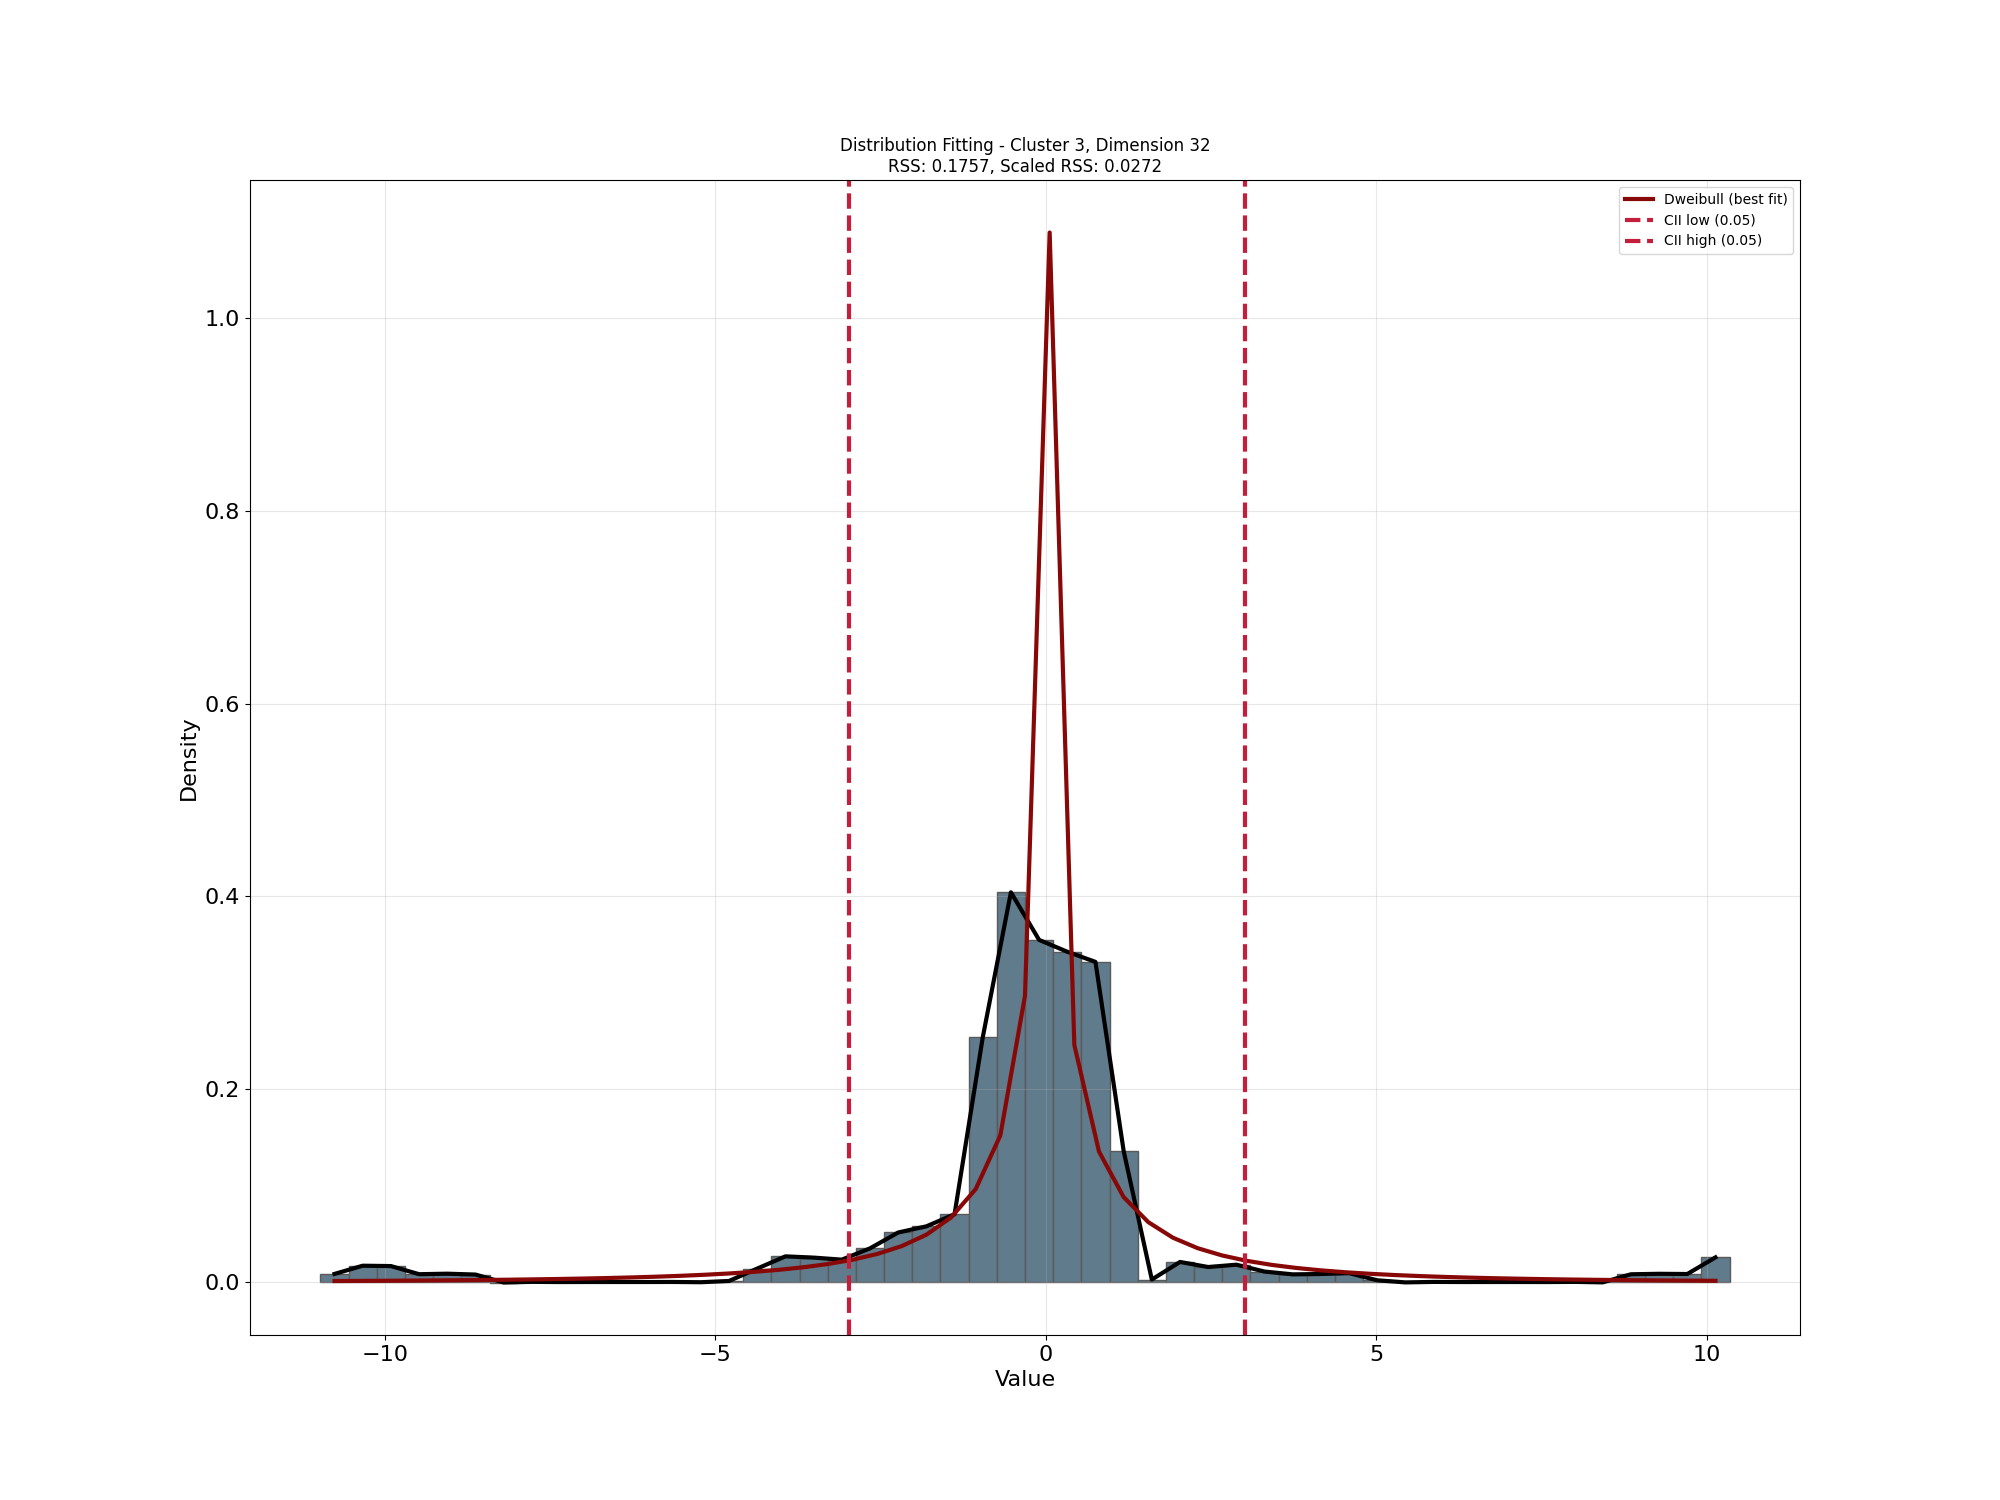 Distribution Fitting - Cluster 3, Dimension 32
RSS: 0.1757, Scaled RSS: 0.0272
Dweibull (best fit)
CII low (0.05)
CII high (0.05)
1.0
0.8
0.6
0.4
0.2
0.0
Density
−10
−5
0
5
10
Value